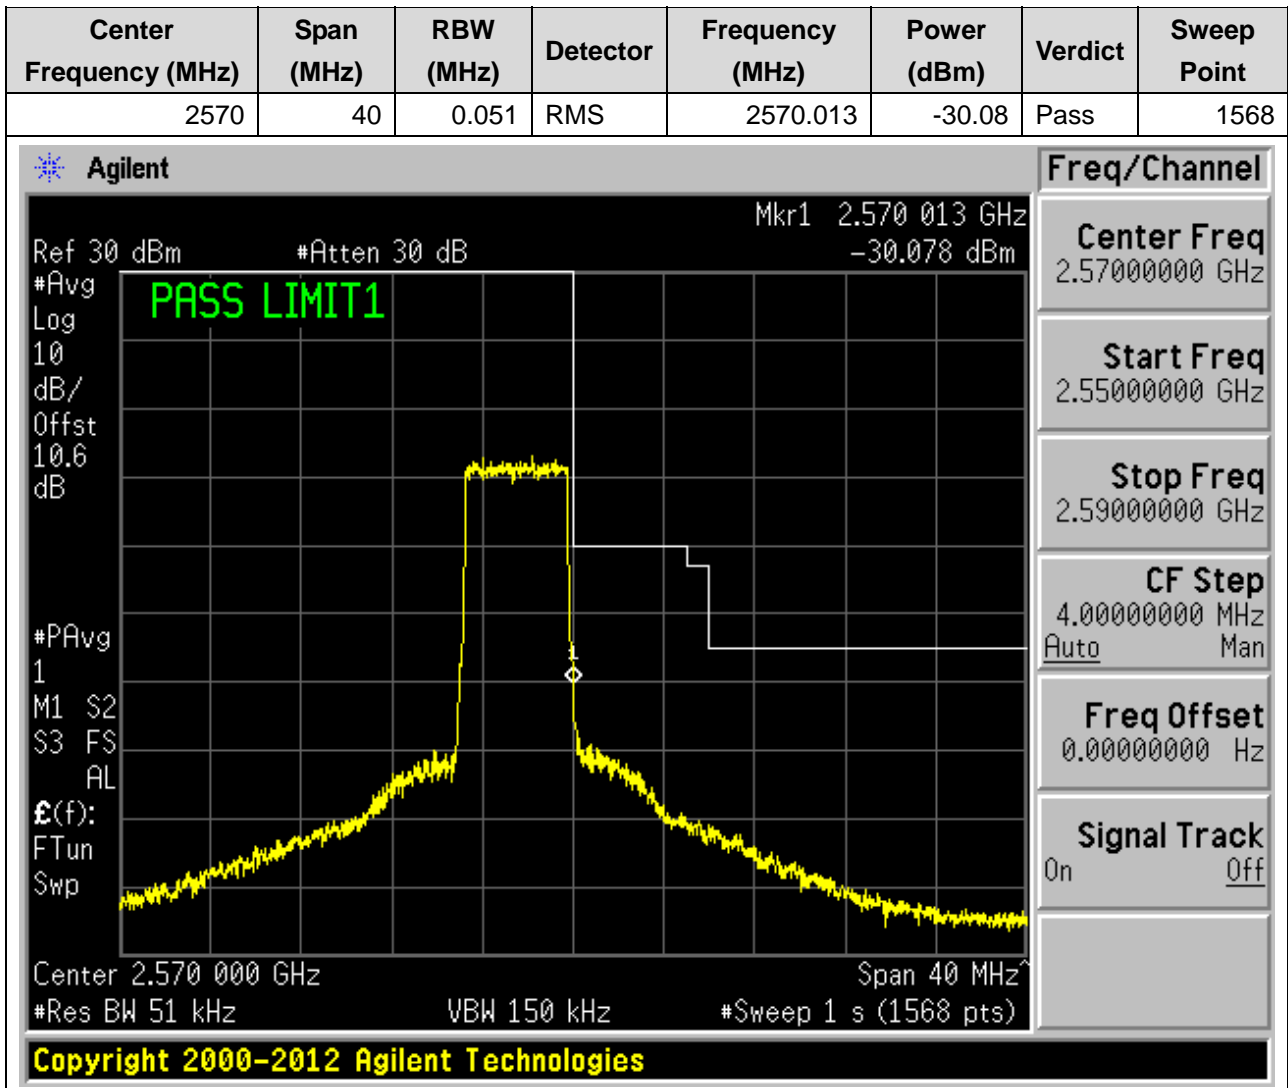 Center Frequency (MHz) Span (MHz) RBW (MHz) Detector Frequency (MHz) Power (dBm) Verdict Sweep Point
2570 40 0.051 RMS 2570.013 -30.08 Pass 1568
Agilent
Freq/Channel
Mkr1 2.570 013 GHz
Ref 30 dBm #Atten 30 dB -30.078 dBm
#Avg
Log
10
dB/
Offst
10.6
dB
PASS LIMIT1
#PAvg
1
M1 S2
S3 FS
AL
£(f):
FTun
Swp
1
Center 2.570 000 GHz Span 40 MHz^
#Res BW 51 kHz VBW 150 kHz #Sweep 1 s (1568 pts)
Center Freq
2.57000000 GHz
Start Freq
2.55000000 GHz
Stop Freq
2.59000000 GHz
CF Step
4.00000000 MHz
Auto Man
Freq Offset
0.00000000 Hz
Signal Track
On Off
Copyright 2000-2012 Agilent Technologies